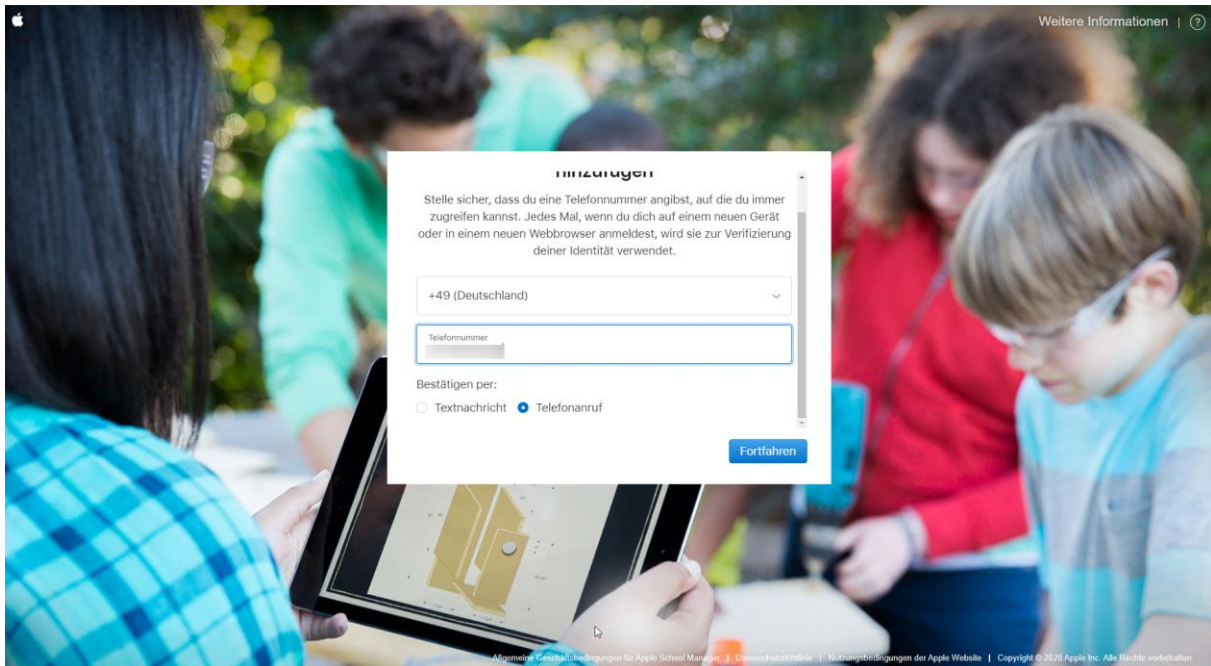 Weitere Informationen | ?
hinzufügen
Stelle sicher, dass du eine Telefonnummer angibst, auf die du immer
zugreifen kannst. Jedes Mal, wenn du dich auf einem neuen Gerät
oder in einem neuen Webbrowser anmeldest, wird sie zur Verifizierung
deiner Identität verwendet.
+49 (Deutschland)
Telefonnummer
Bestätigen per:
Textnachricht Telefonanruf
Fortfahren
Allgemeine Geschäftsbedingungen für Apple School Manager | Datenschutzrichtlinie | Nutzungsbedingungen der Apple Website | Copyright © 2020 Apple Inc. Alle Rechte vorbehalten.